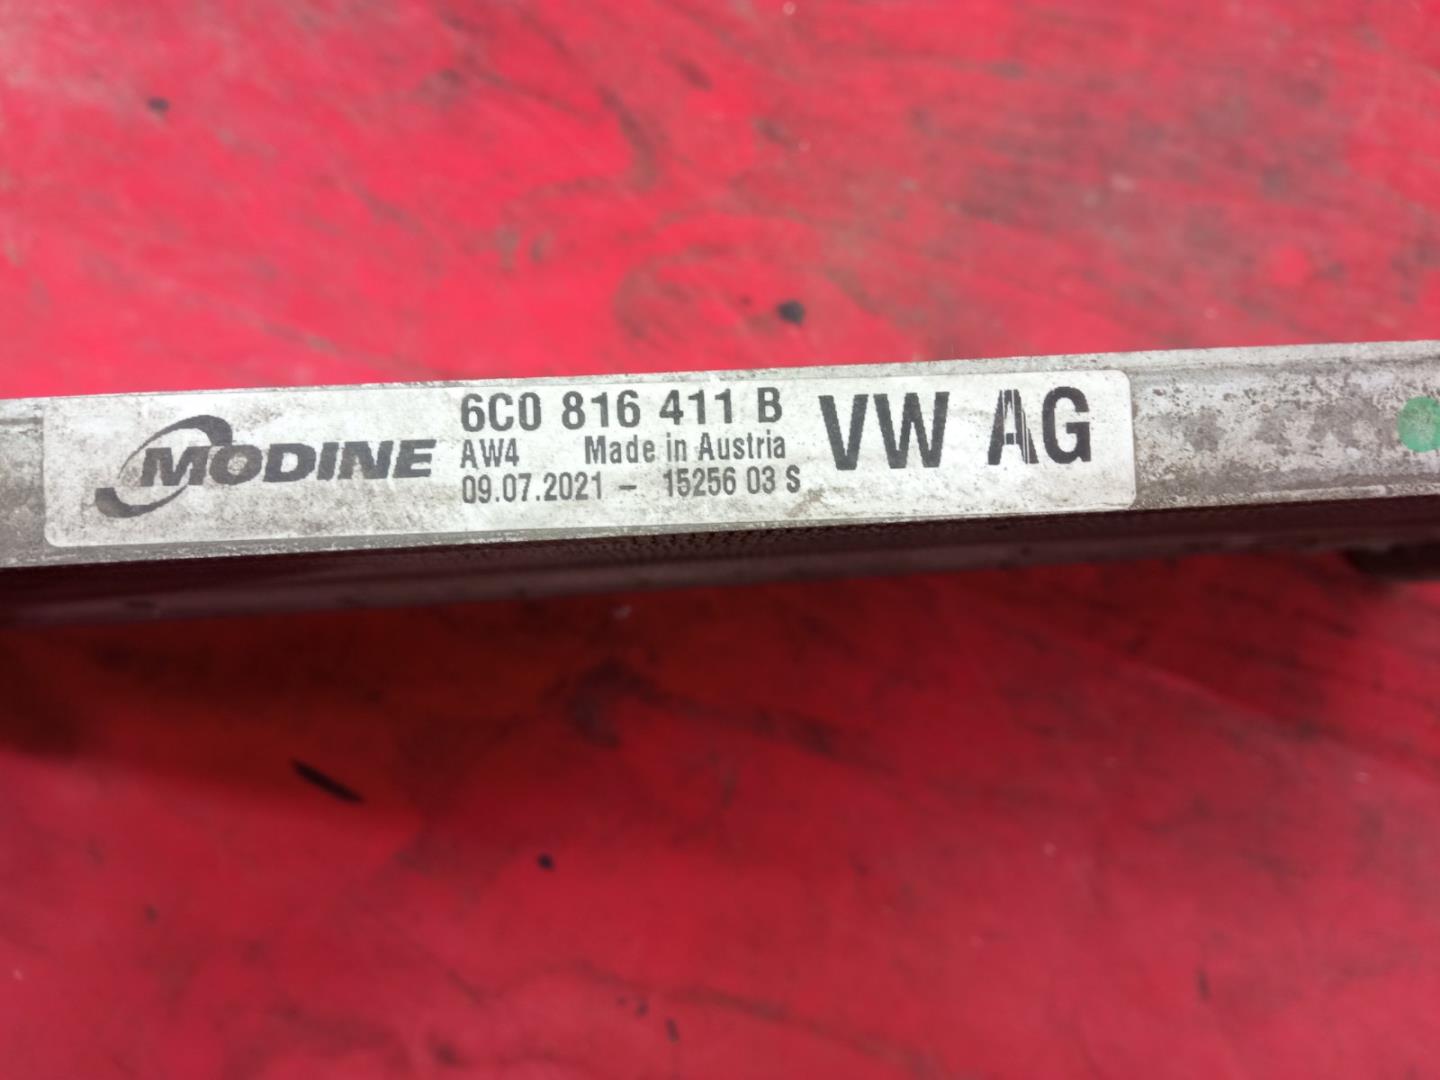 MODINE
6C0 816 411 B
AW4 Made in Austria
09.07.2021 – 15256 03 S
VW AG